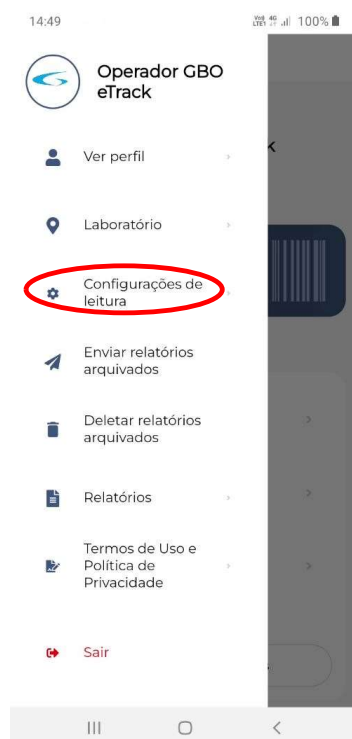 14:49
100%
Operador GBO
eTrack
Ver perfil
Laboratório
Configurações de
leitura
Enviar relatórios
arquivados
Deletar relatórios
arquivados
Relatórios
Termos de Uso e
Política de
Privacidade
Sair